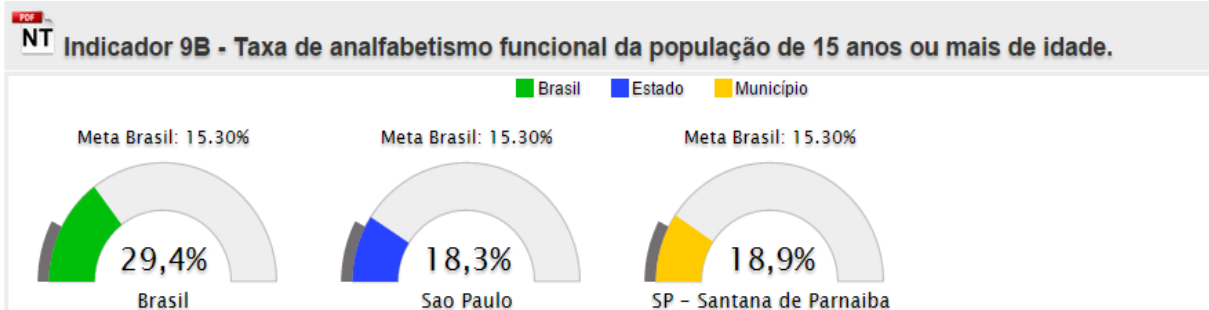 PDF
NT
Indicador 9B - Taxa de analfabetismo funcional da população de 15 anos ou mais de idade.
Brasil Estado Município
Meta Brasil: 15.30% Meta Brasil: 15.30% Meta Brasil: 15.30%
29,4% 18,3% 18,9%
Brasil Sao Paulo SP - Santana de Parnaiba